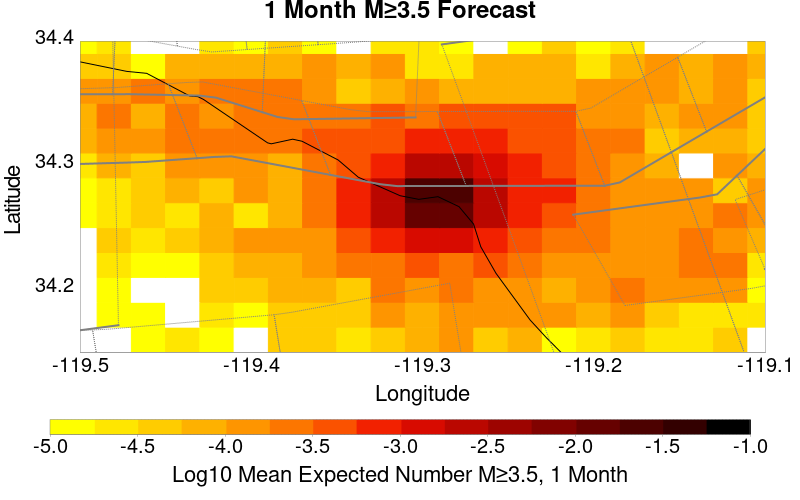 1 Month M≥3.5 Forecast
34.4
34.3
34.2
Latitude
-119.5 -119.4 -119.3 -119.2 -119.1
Longitude
-5.0 -4.5 -4.0 -3.5 -3.0 -2.5 -2.0 -1.5 -1.0
Log10 Mean Expected Number M≥3.5, 1 Month